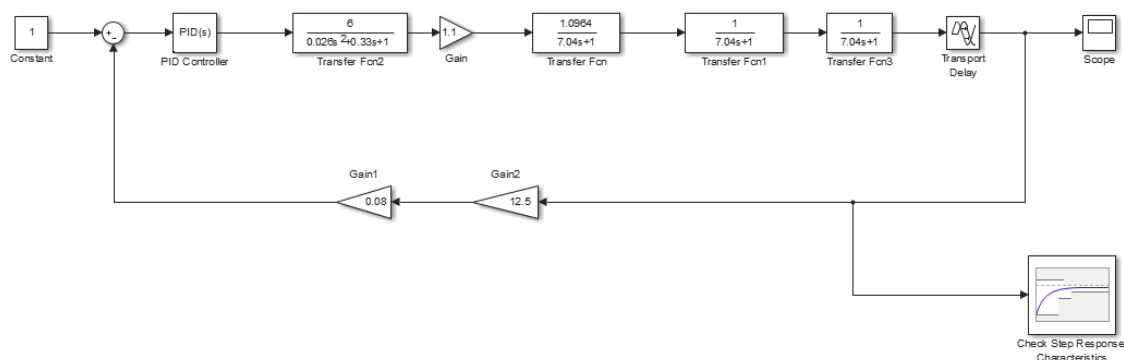 1
Constant
+
−
PID(s)
PID Controller
6
0.026s²+0.33s+1
Transfer Fcn2
1.1
Gain
1.0964
7.04s+1
Transfer Fcn
1
7.04s+1
Transfer Fcn1
1
7.04s+1
Transfer Fcn3
Transport
Delay
Scope
Gain1
0.08
Gain2
12.5
Check Step Response
Characteristics